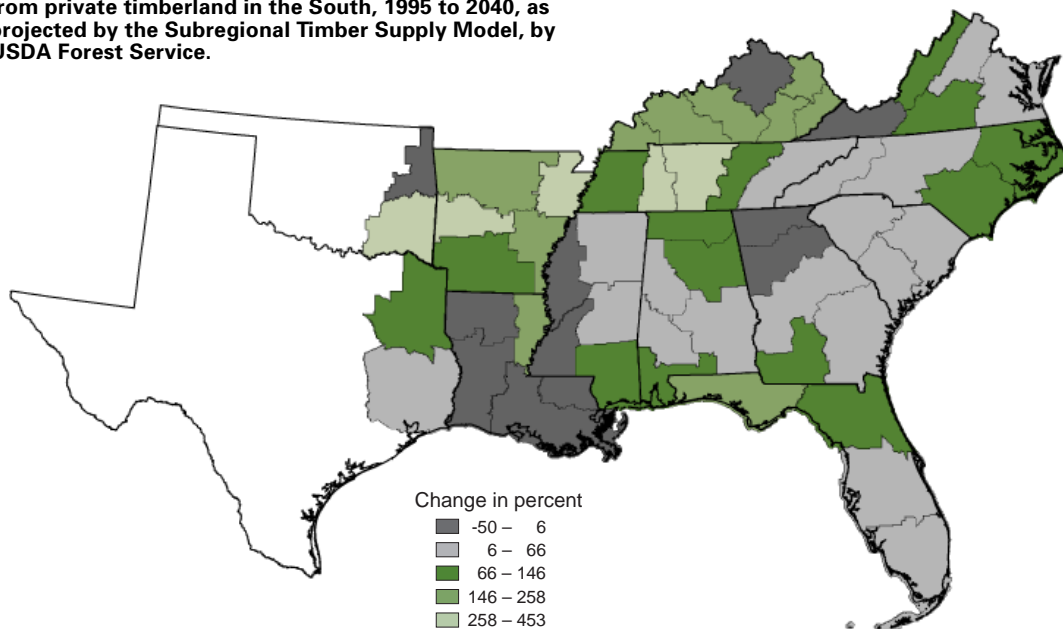 from private timberland in the South, 1995 to 2040, as
projected by the Subregional Timber Supply Model, by
USDA Forest Service.
Change in percent
-50 – 6
6 – 66
66 – 146
146 – 258
258 – 453